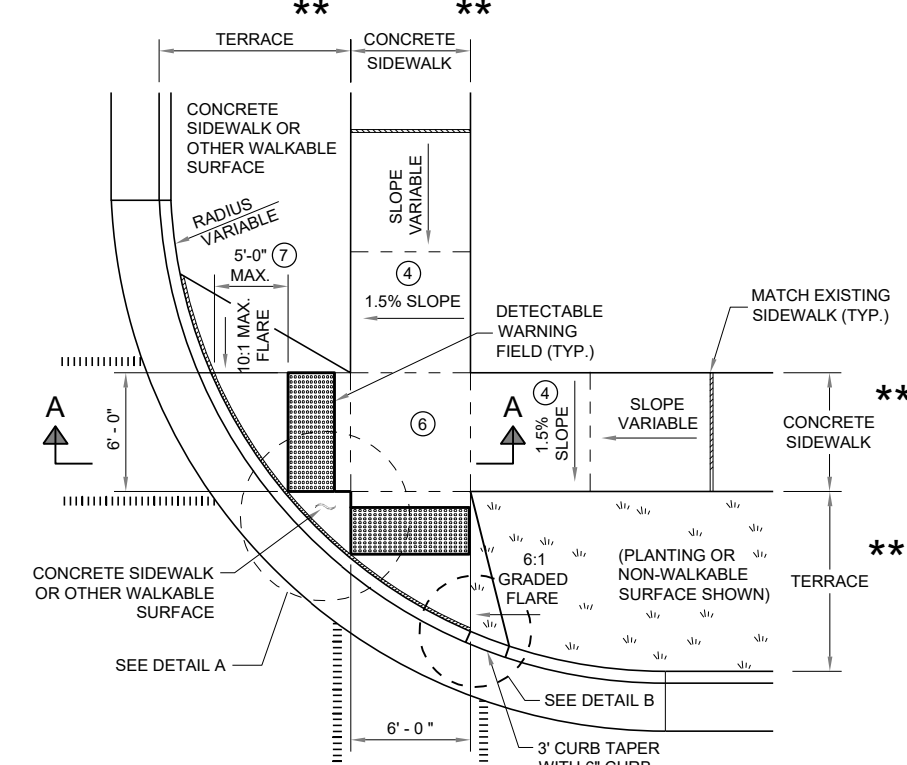 ** **
TERRACE
CONCRETE
SIDEWALK
CONCRETE
SIDEWALK OR
OTHER WALKABLE
SURFACE
SLOPE
VARIABLE
RADIUS
VARIABLE
5'-0" 7
MAX.
10:1 MAX.
FLARE
4
1.5% SLOPE
DETECTABLE
WARNING
FIELD (TYP.)
MATCH EXISTING
SIDEWALK (TYP.)
A
6' - 0"
6
A
4
1.5%
SLOPE
SLOPE
VARIABLE
**
CONCRETE
SIDEWALK
CONCRETE SIDEWALK
OR OTHER WALKABLE
SURFACE
6:1
GRADED
FLARE
(PLANTING OR
NON-WALKABLE
SURFACE SHOWN)
**
TERRACE
SEE DETAIL A
SEE DETAIL B
6' - 0 "
3' CURB TAPER
WITH 6" CURB